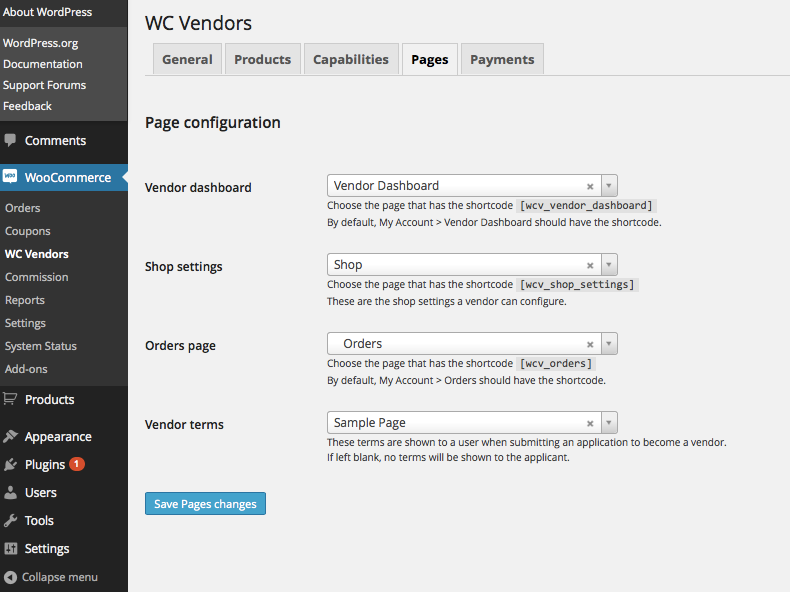 About WordPress
WordPress.org
Documentation
Support Forums
Feedback
Comments
WooCommerce
Orders
Coupons
WC Vendors
Commission
Reports
Settings
System Status
Add-ons
Products
Appearance
Plugins 1
Users
Tools
Settings
Collapse menu
WC Vendors
General Products Capabilities Pages Payments
Page configuration
Vendor dashboard
Vendor Dashboard ×
Choose the page that has the shortcode [wcv_vendor_dashboard]
By default, My Account > Vendor Dashboard should have the shortcode.
Shop settings
Shop ×
Choose the page that has the shortcode [wcv_shop_settings]
These are the shop settings a vendor can configure.
Orders page
Orders ×
Choose the page that has the shortcode [wcv_orders]
By default, My Account > Orders should have the shortcode.
Vendor terms
Sample Page ×
These terms are shown to a user when submitting an application to become a vendor.
If left blank, no terms will be shown to the applicant.
Save Pages changes